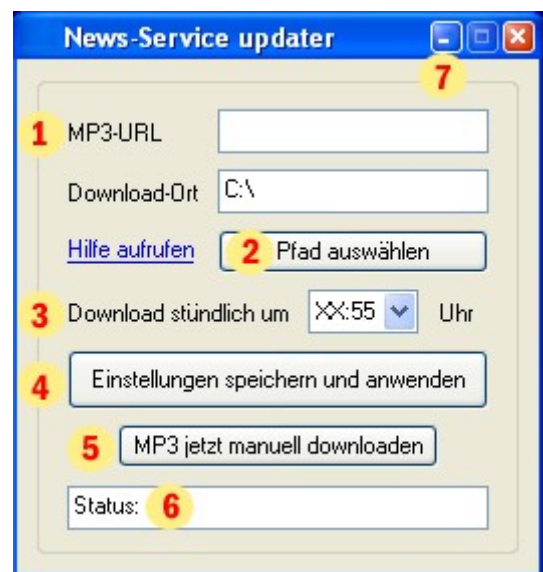 News-Service updater
7
1 MP3-URL
Download-Ort C:\
Hilfe aufrufen 2 Pfad auswählen
3 Download stündlich um XX:55 Uhr
4 Einstellungen speichern und anwenden
5 MP3 jetzt manuell downloaden
Status: 6